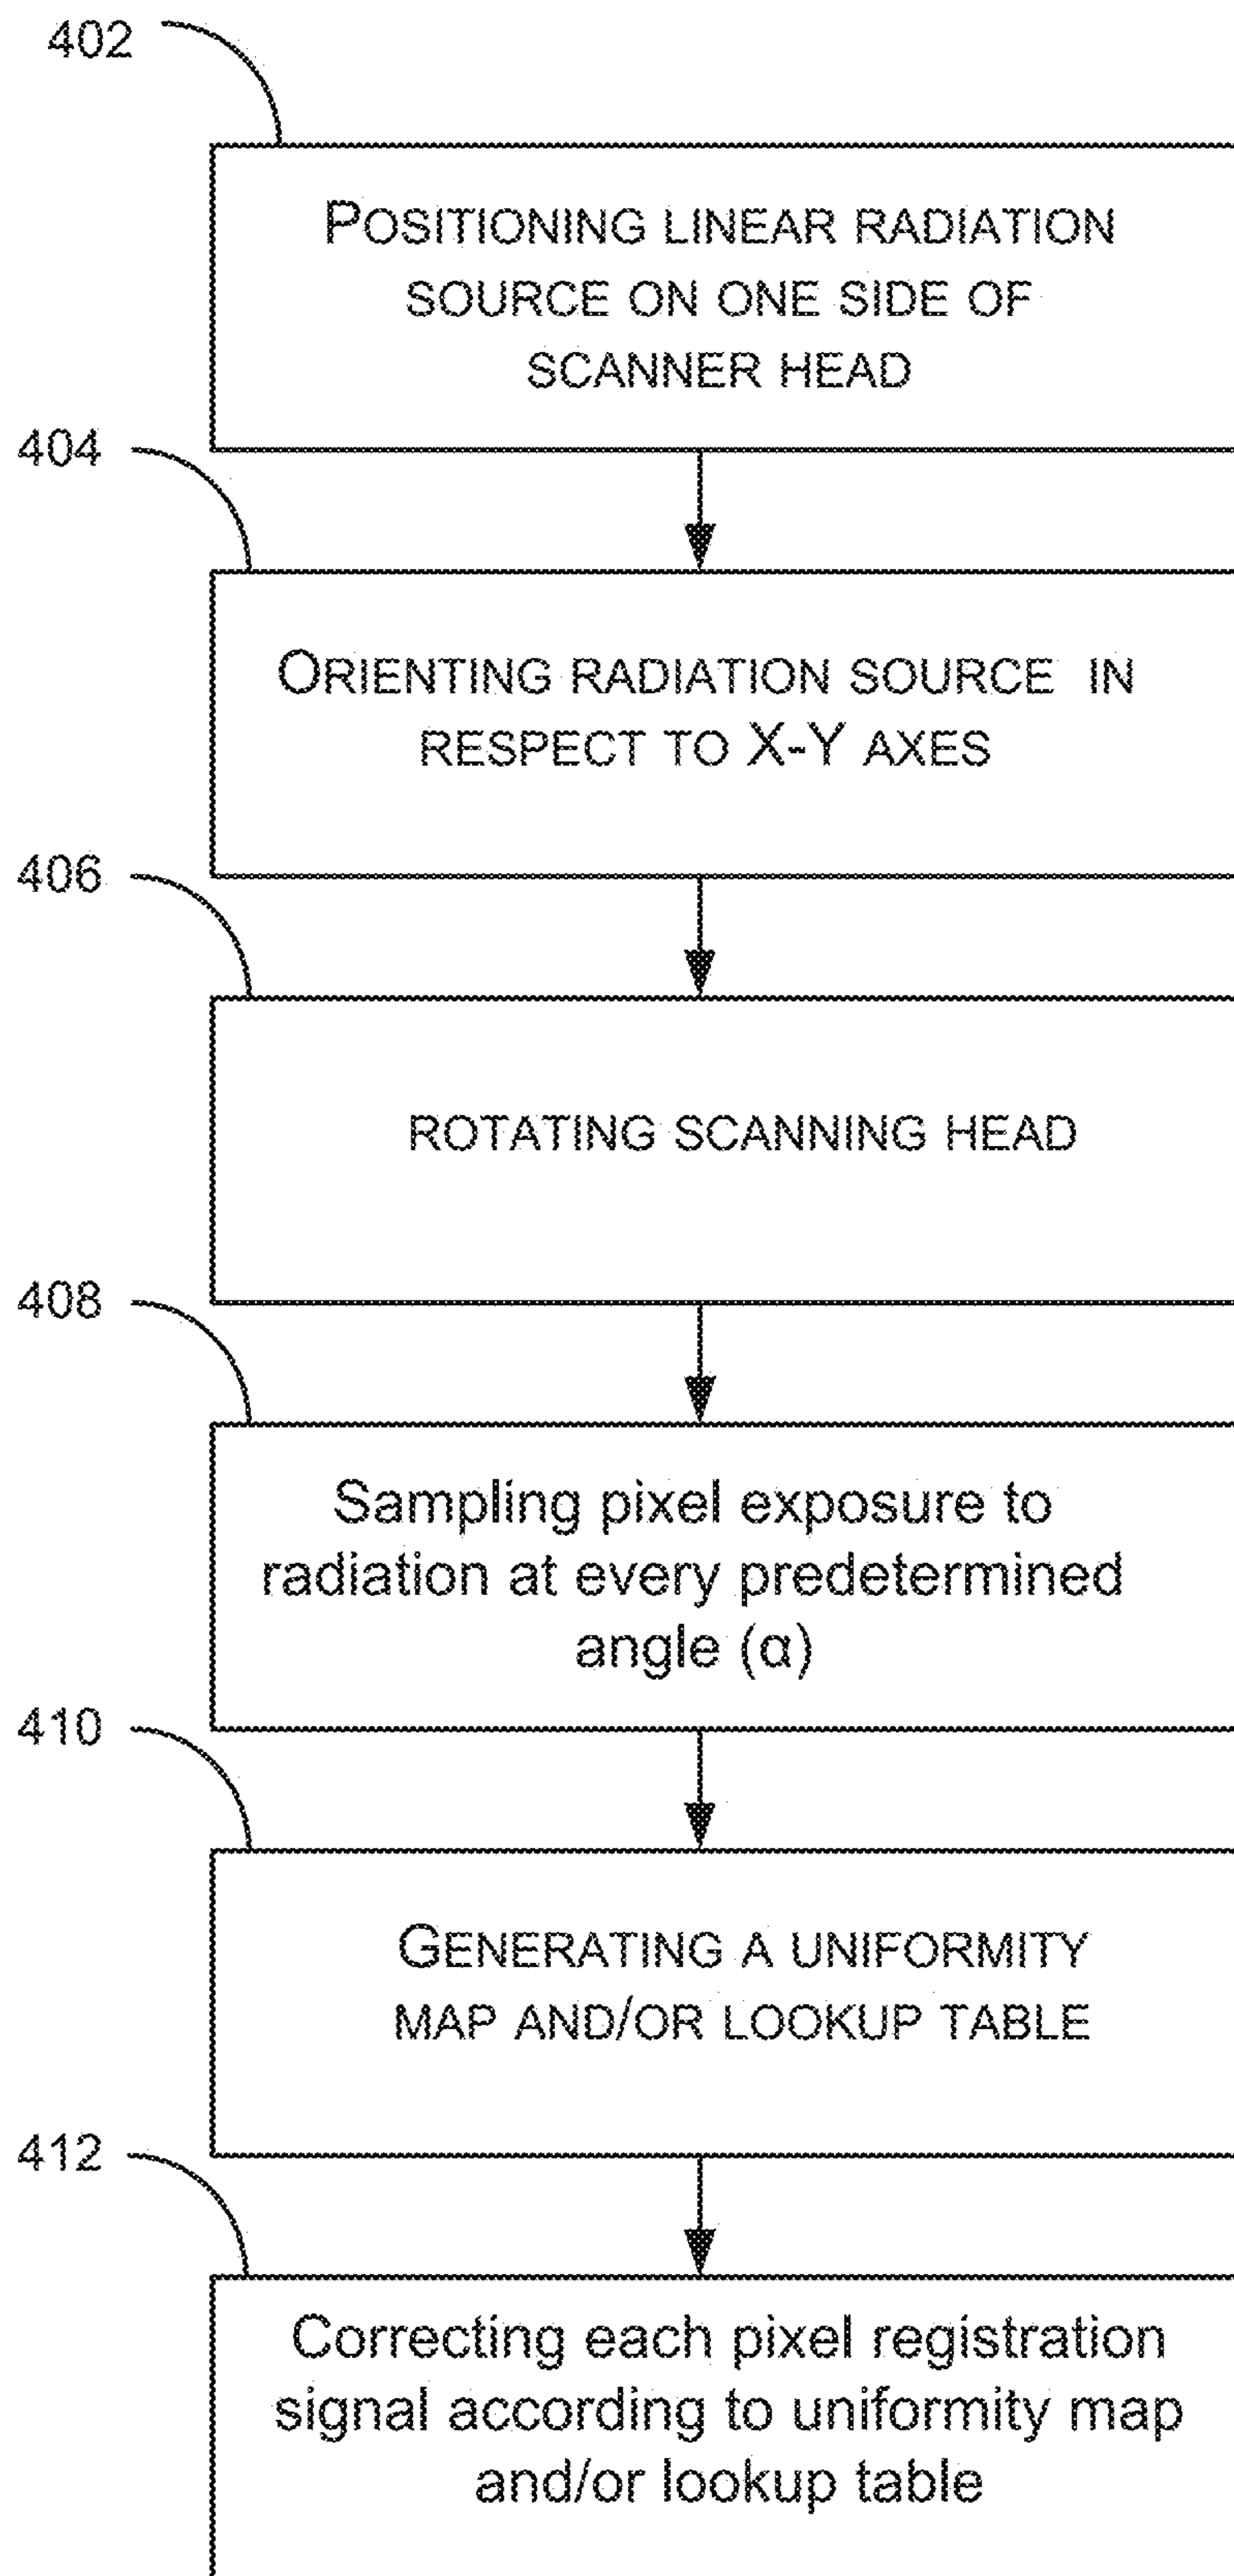 402
POSITIONING LINEAR RADIATION
SOURCE ON ONE SIDE OF
SCANNER HEAD
404
ORIENTING RADIATION SOURCE IN
RESPECT TO X-Y AXES
406
ROTATING SCANNING HEAD
408
Sampling pixel exposure to
radiation at every predetermined
angle (α)
410
GENERATING A UNIFORMITY
MAP AND/OR LOOKUP TABLE
412
Correcting each pixel registration
signal according to uniformity map
and/or lookup table